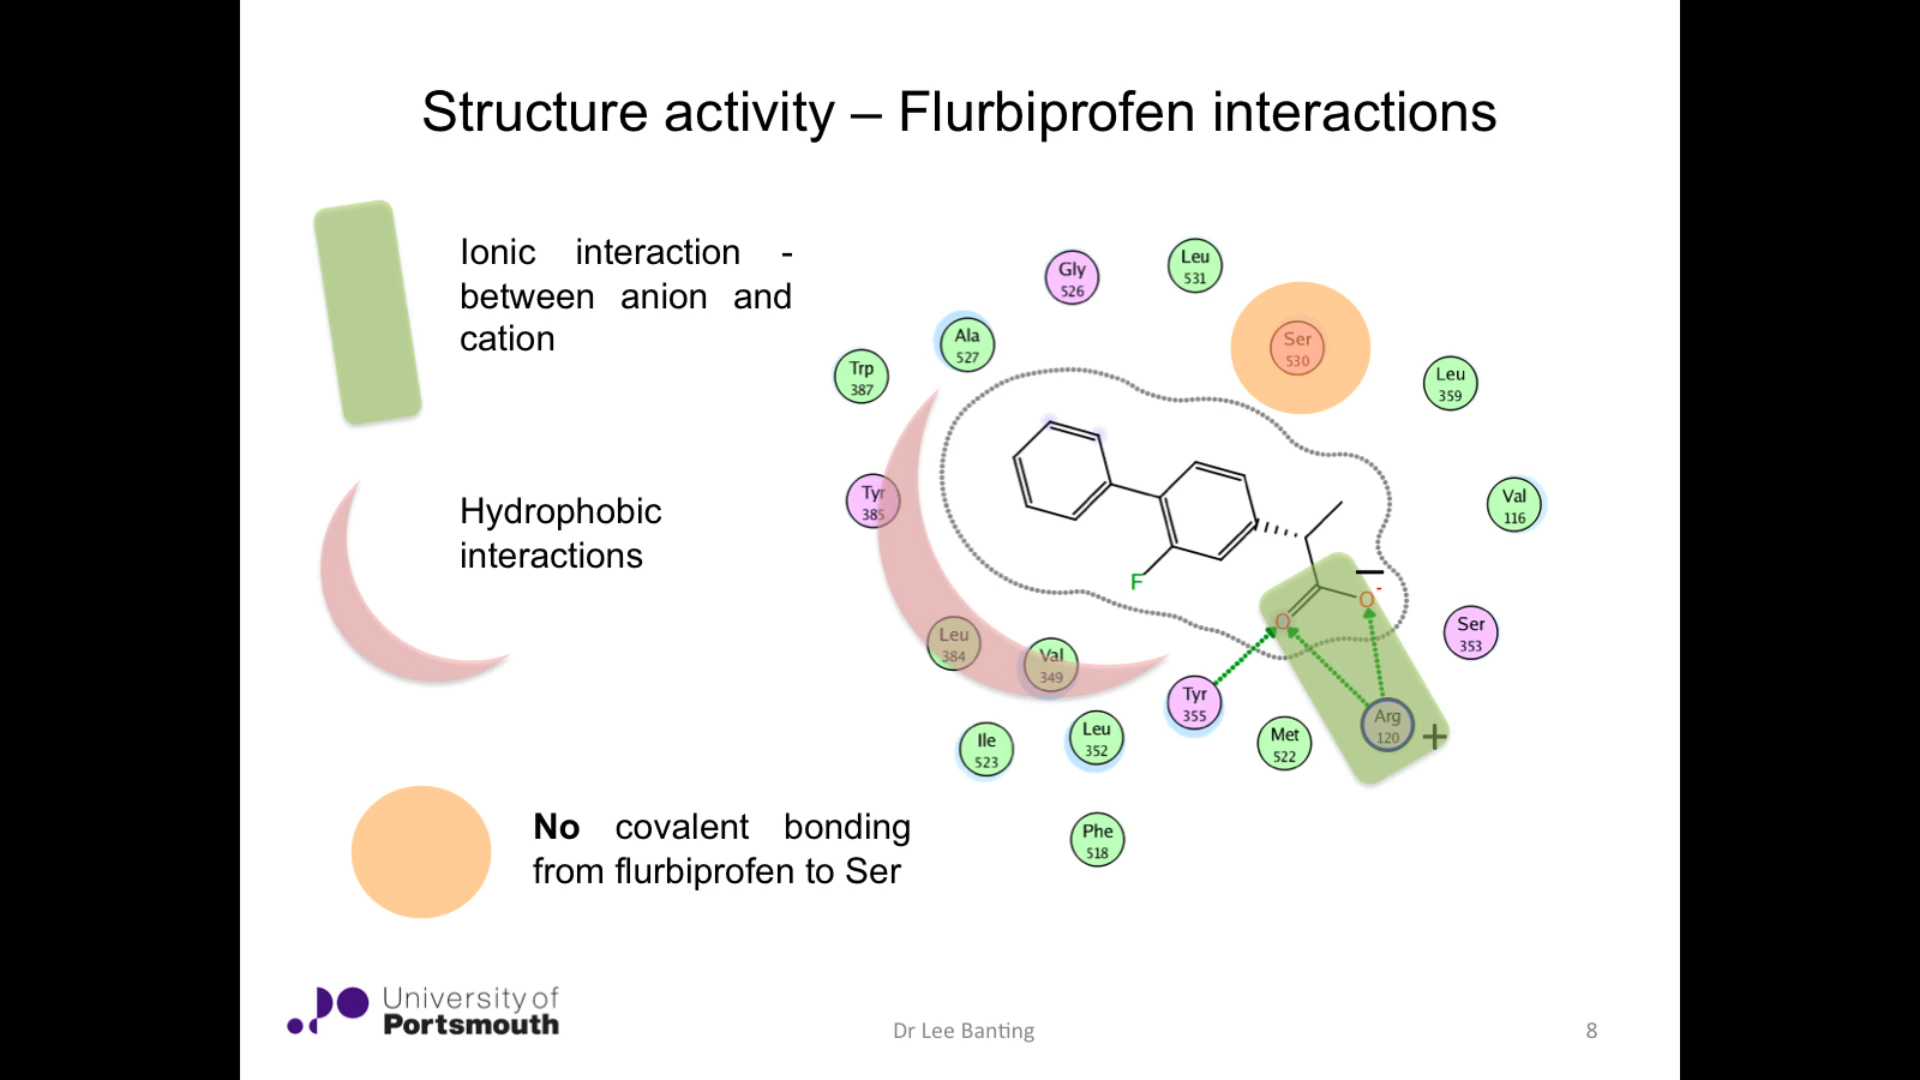 Structure activity – Flurbiprofen interactions
Ionic interaction -
between anion and
cation
Hydrophobic
interactions
No covalent bonding
from flurbiprofen to Ser
Gly
526
Leu
531
Ala
527
Ser
530
Trp
387
Leu
359
Tyr
385
Val
116
F
O
O-
–
Leu
384
Val
349
Ser
353
Tyr
355
Arg
120
+
Ile
523
Leu
352
Met
522
Phe
518
University of
Portsmouth
Dr Lee Banting
8